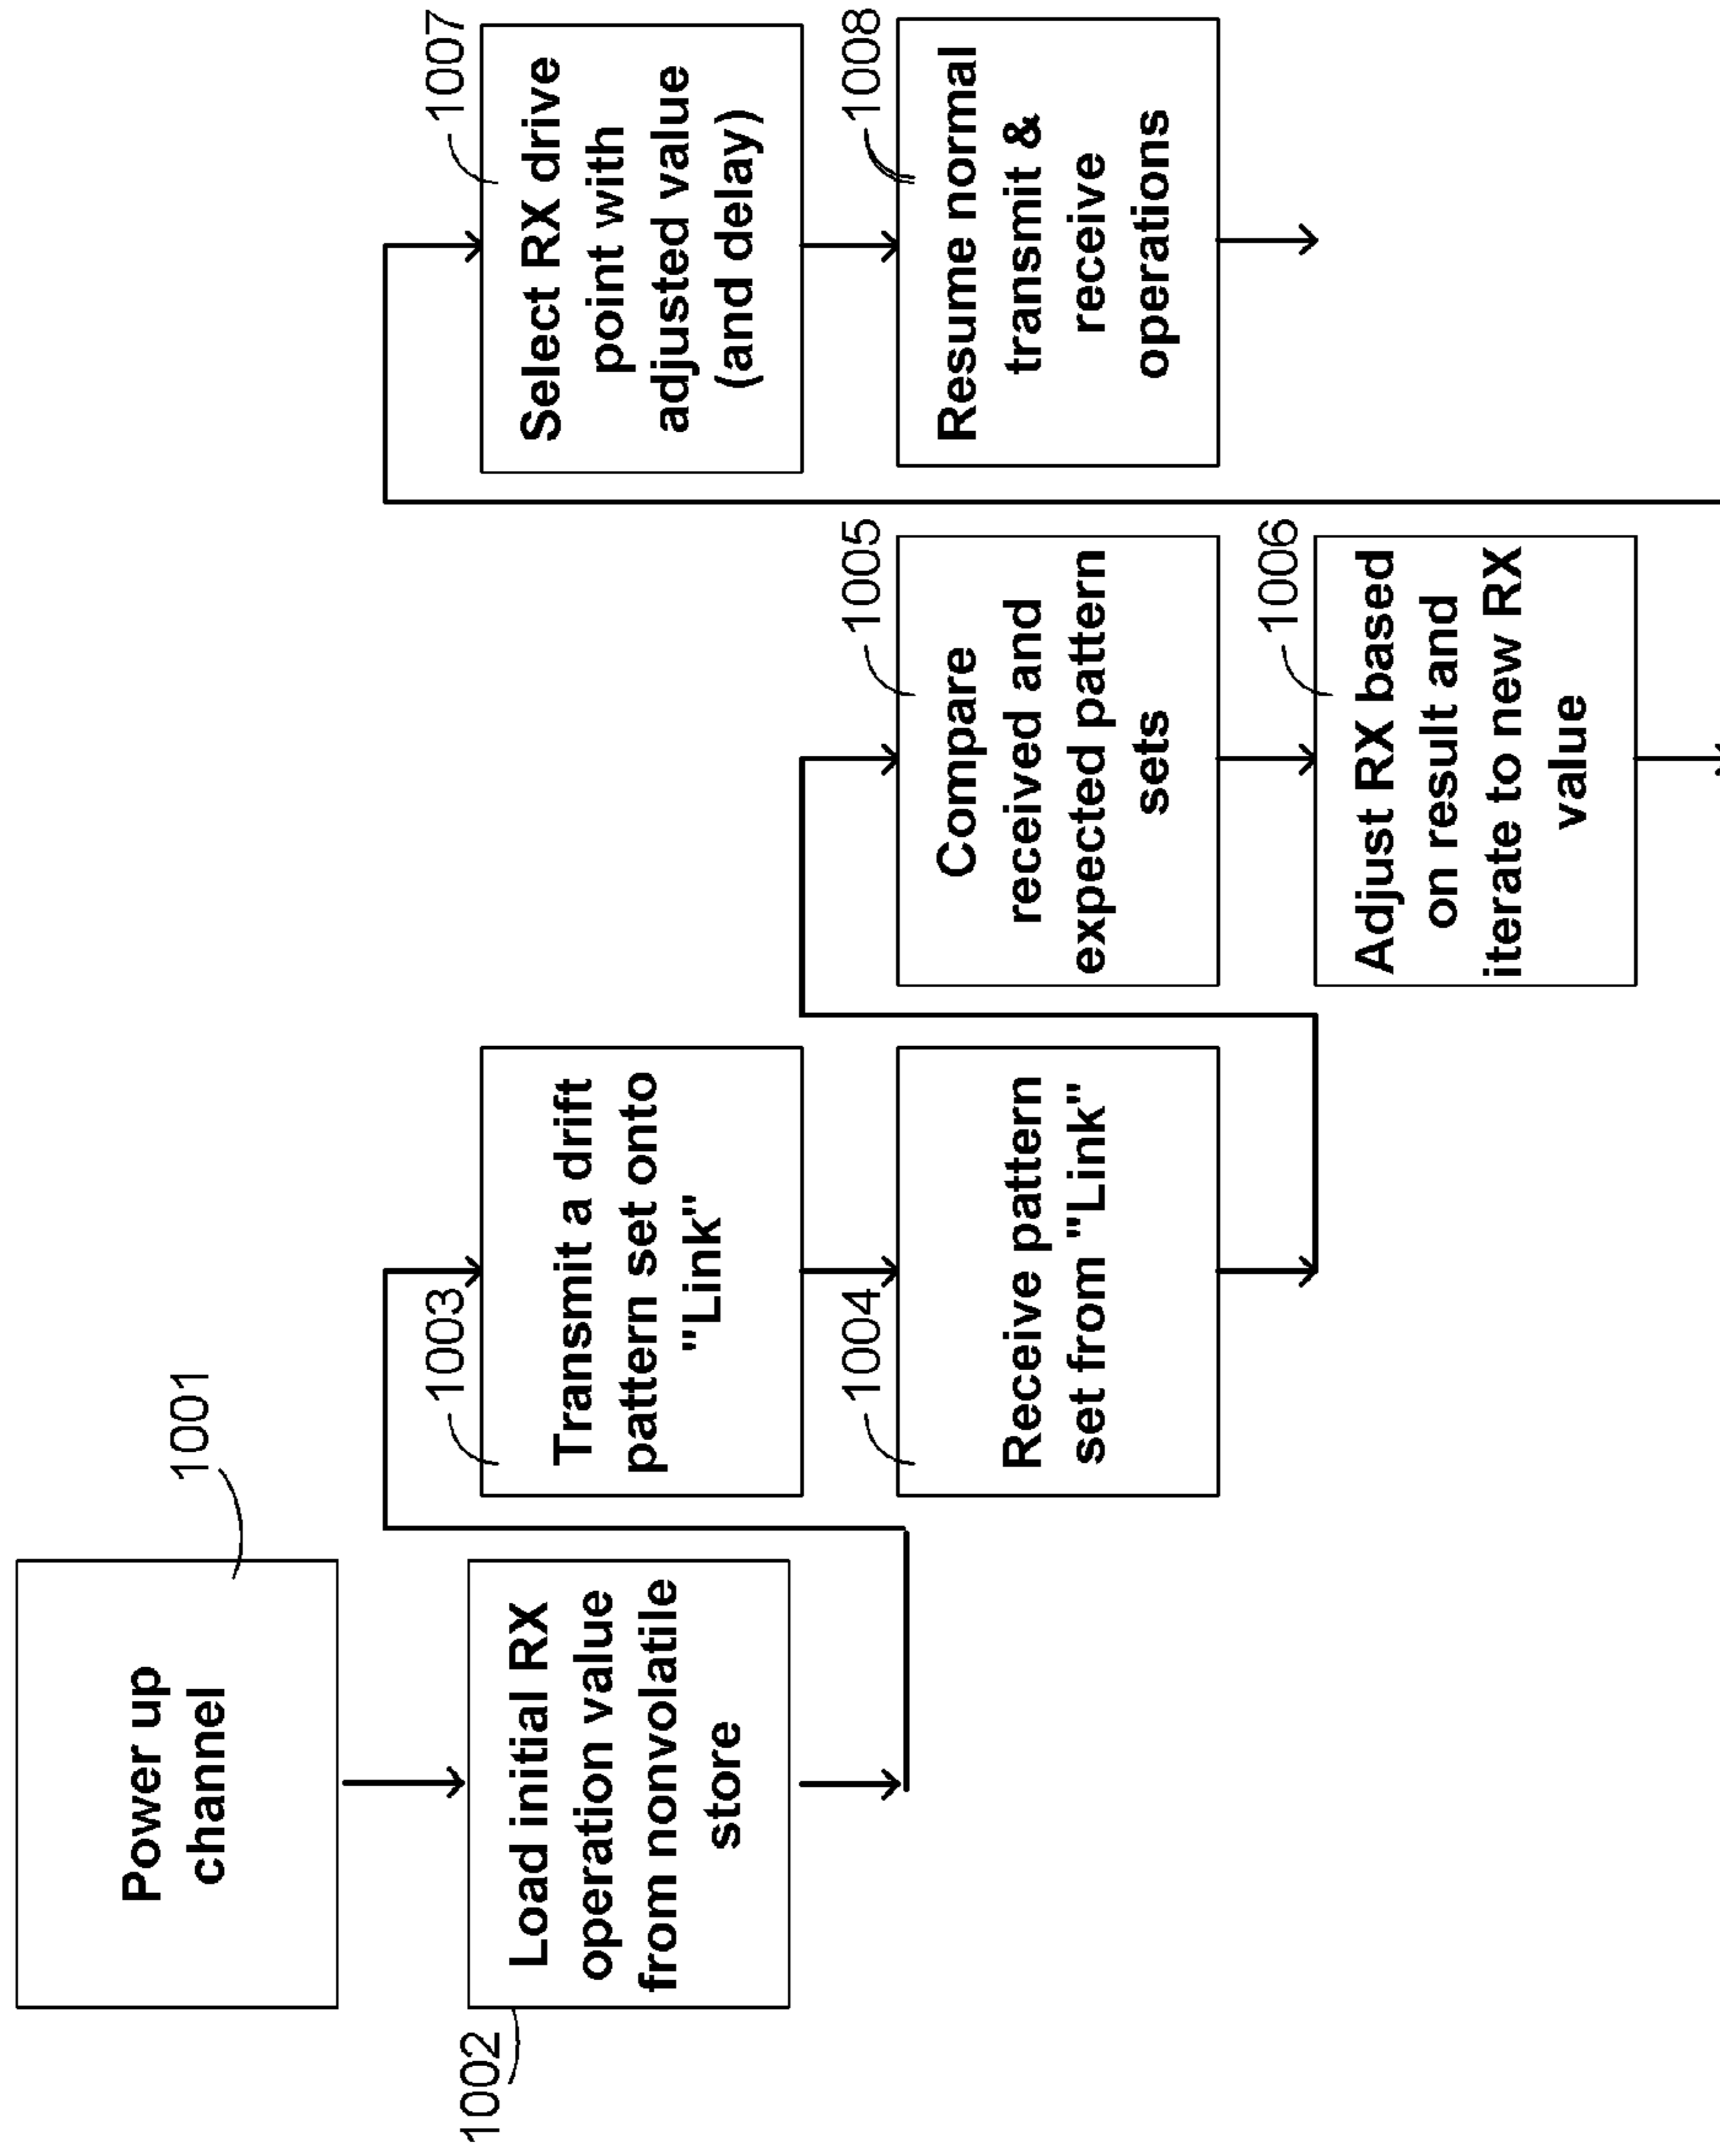 1001
Power up
channel
1002
Load initial RX
operation value
from nonvolatile
store
1003
Transmit a drift
pattern set onto
"Link"
1004
Receive pattern
set from "Link"
1005
Compare
received and
expected pattern
sets
1006
Adjust RX based
on result and
iterate to new RX
value
1007
Select RX drive
point with
adjusted value
(and delay)
1008
Resume normal
transmit &
receive
operations